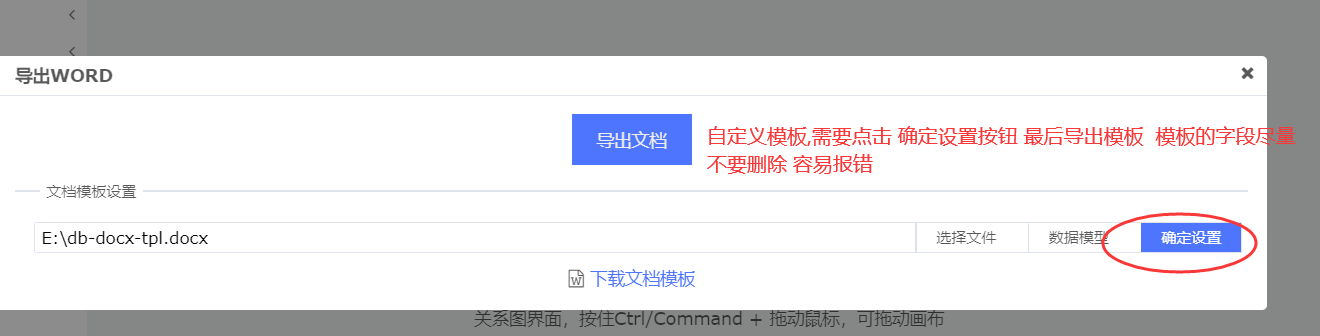 导出WORD
导出文档
自定义模板,需要点击 确定设置按钮 最后导出模板 模板的字段尽量
不要删除 容易报错
文档模板设置
E:\db-docx-tpl.docx 选择文件 数据模型 确定设置
下载文档模板
关系图界面，按住Ctrl/Command + 拖动鼠标，可拖动画布